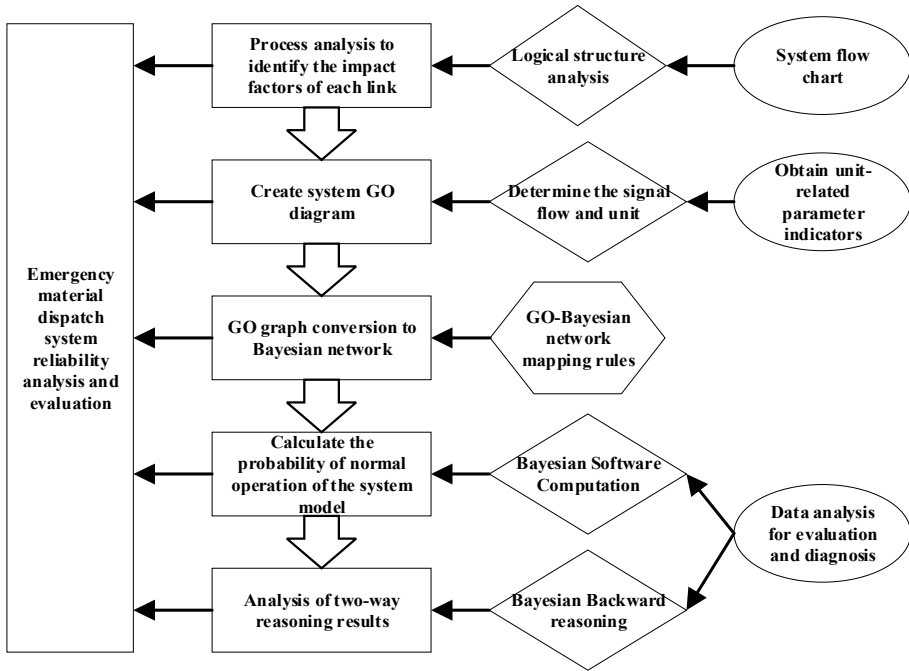 Process analysis to
identify the impact
factors of each link
Logical structure
analysis
System flow
chart
Create system GO
diagram
Determine the signal
flow and unit
Obtain unit-
related
parameter
indicators
Emergency
material
dispatch
system
reliability
analysis and
evaluation
GO graph conversion to
Bayesian network
GO-Bayesian
network
mapping rules
Calculate the
probability of normal
operation of the system
model
Bayesian Software
Computation
Data analysis
for evaluation
and diagnosis
Analysis of two-way
reasoning results
Bayesian Backward
reasoning